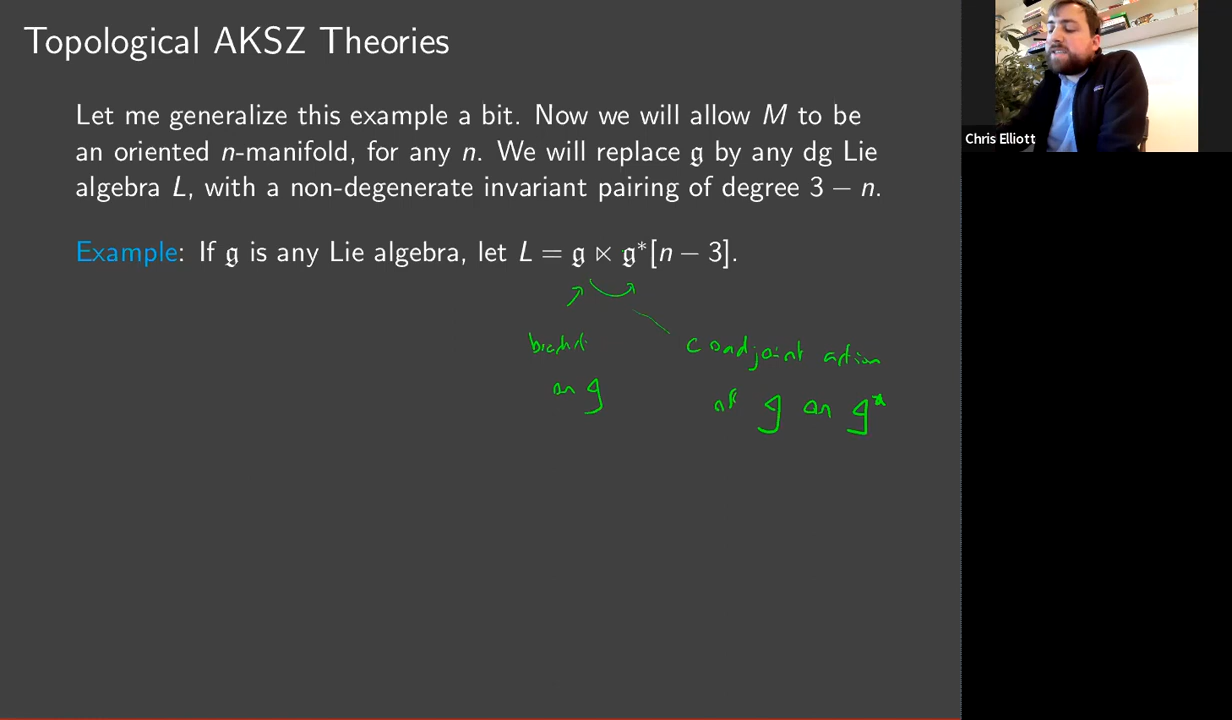 Topological AKSZ Theories
Chris Elliott
Let me generalize this example a bit. Now we will allow M to be
an oriented n-manifold, for any n. We will replace 𝔤 by any dg Lie
algebra L, with a non-degenerate invariant pairing of degree 3 − n.
Example: If 𝔤 is any Lie algebra, let L = 𝔤 ⋉ 𝔤*[n − 3].
on g
coadjoint action
of g on g*